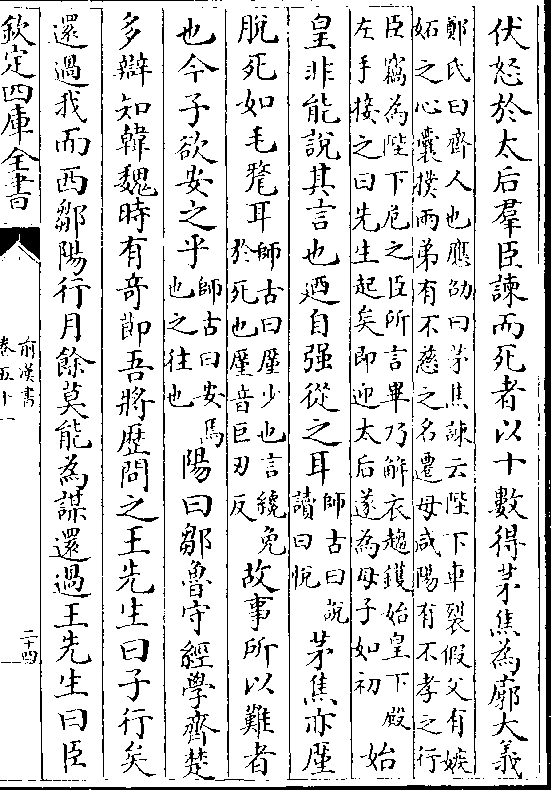 伏怒於太后羣臣諫而死者以十數得茅焦為廓大義
鄭氏曰齊人也應劭曰茅焦諫云陛下車裂假父有嫉
妬之心囊撲兩弟有不慈之名遷母咸陽有不孝之行
臣竊為陛下危之臣所言畢乃解衣趨鑊始皇下殿
左手接之曰先生起矣即迎太后遂為母子如初始
皇非能說其言也廼自强從之耳師古曰說讀曰悅茅焦亦廑
脫死如毛氂耳師古曰廑少也言纔免於死也廑音巨刃反故事所以難者
也今子欲安之乎師古曰安焉也之往也陽曰鄒魯守經學齊楚
多辯知韓魏時有奇節吾將歷問之王先生曰子行矣
還過我而西鄒陽行月餘莫能為謀還過王先生曰臣
欽定四庫全書
前漢書
卷五十一
二十四